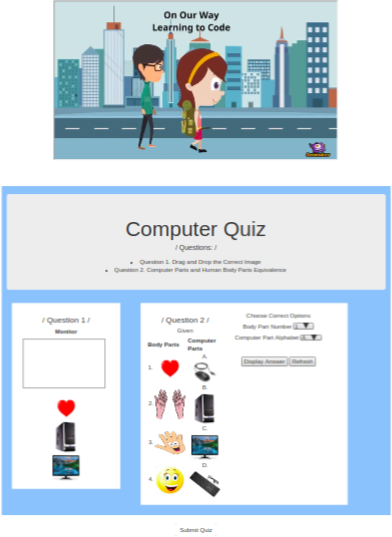 On Our Way
Learning to Code
Computer Quiz
/ Questions: /
Question 1. Drag and Drop the Correct Image
Question 2. Computer Parts and Human Body Parts Equivalence
/ Question 1 /
Monitor
/ Question 2 /
Given
Body Parts Computer Parts
A.
1.
B.
2.
C.
3.
D.
4.
Choose Correct Options
Body Part Number
Computer Part Alphabet
Display Answer Refresh
Submit Quiz